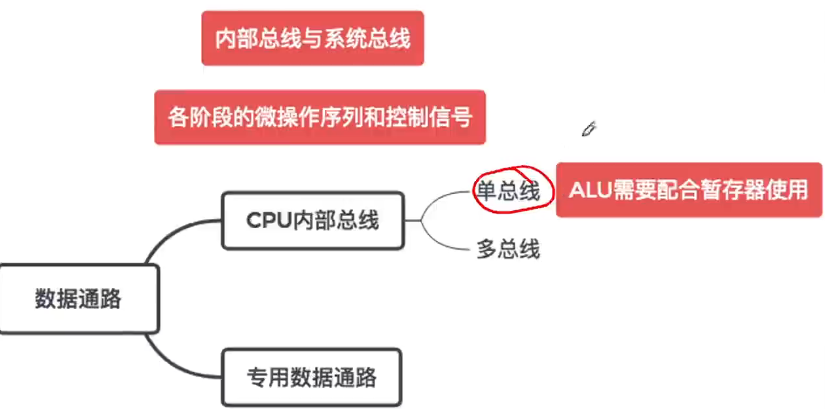 内部总线与系统总线
各阶段的微操作序列和控制信号
单总线
ALU需要配合暂存器使用
CPU内部总线
多总线
数据通路
专用数据通路